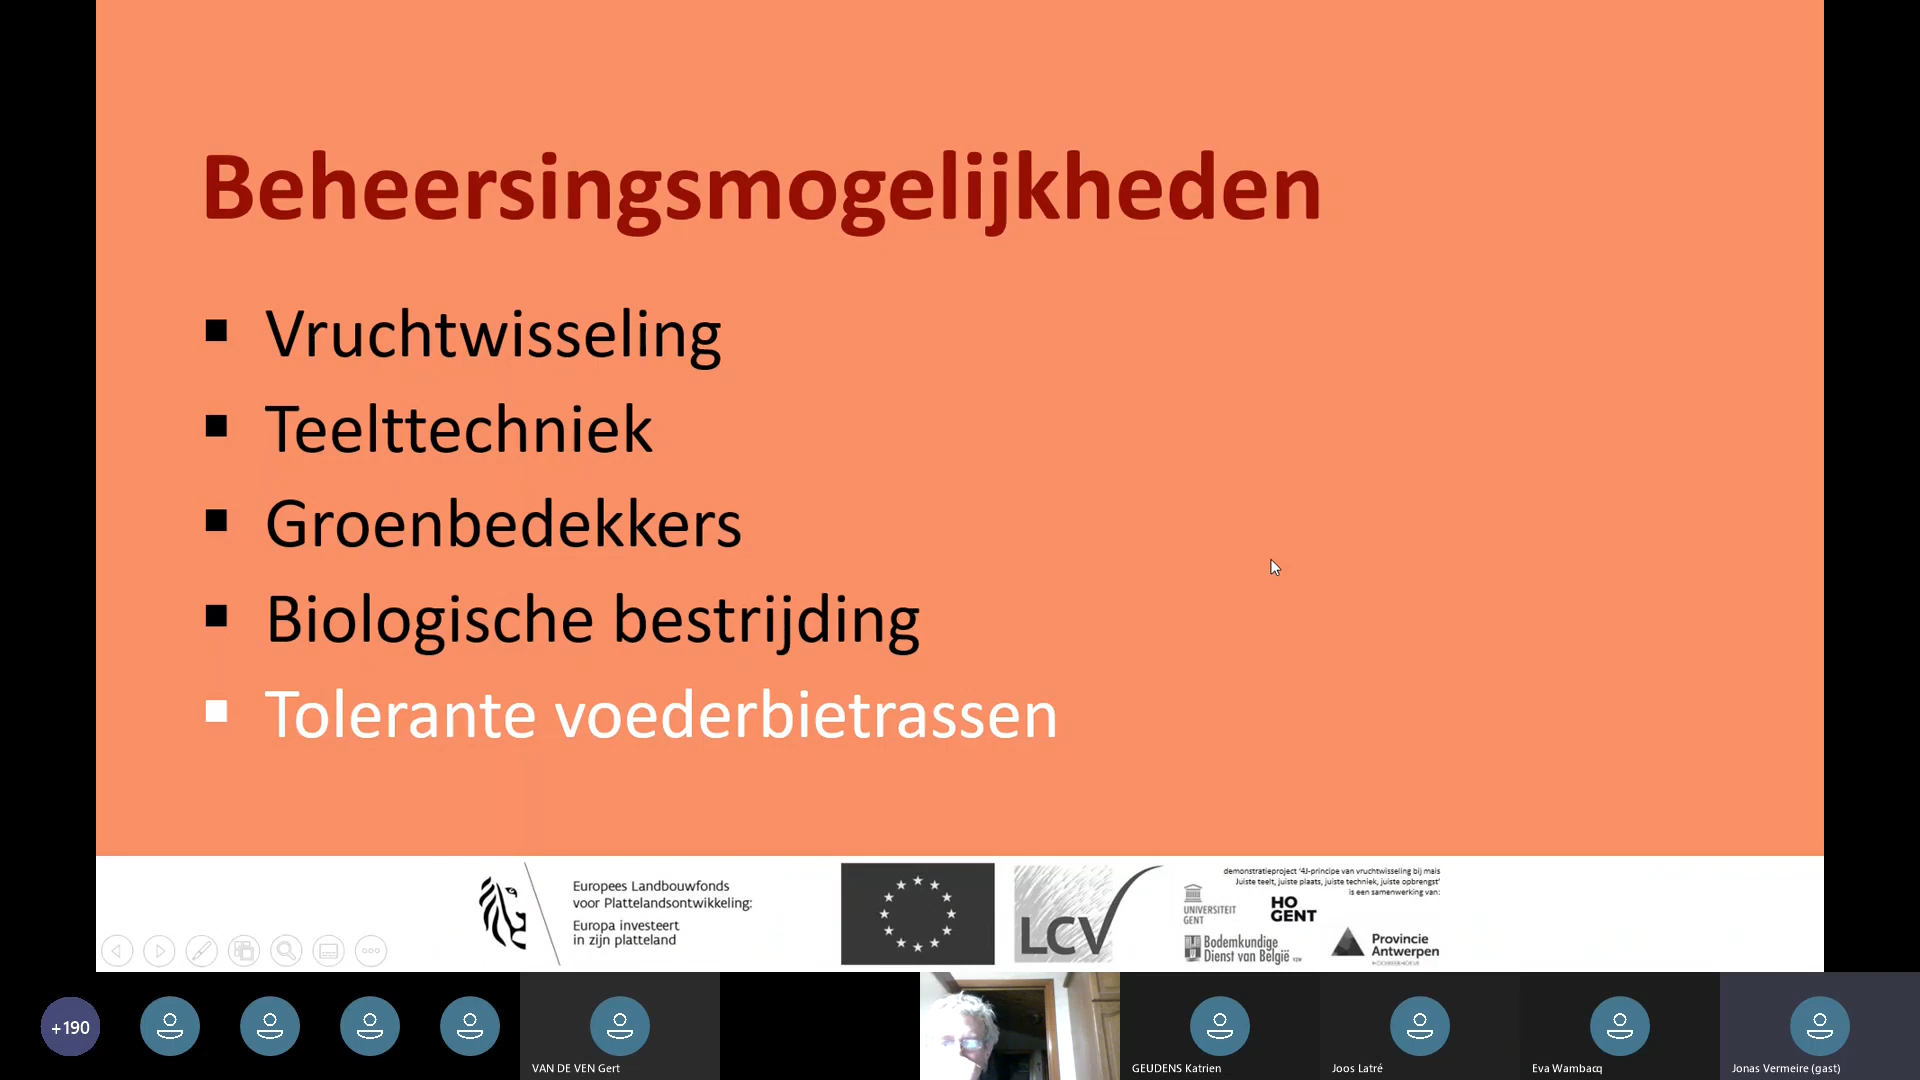 Beheersingsmogelijkheden
Vruchtwisseling
Teelttechniek
Groenbedekkers
Biologische bestrijding
Tolerante voederbietrassen
Europees Landbouwfonds
voor Plattelandsontwikkeling:
Europa investeert
in zijn platteland
LCV
demonstratieproject '4J-principe van vruchtwisseling bij mais
Juiste teelt, juiste plaats, juiste techniek, juiste opbrengst'
is een samenwerking van:
UNIVERSITEIT
GENT
HO
GENT
Bodemkundige
Dienst van België vzw
Provincie
Antwerpen
+190
VAN DE VEN Gert
GEUDENS Katrien
Joos Latré
Eva Wambacq
Jonas Vermeire (gast)